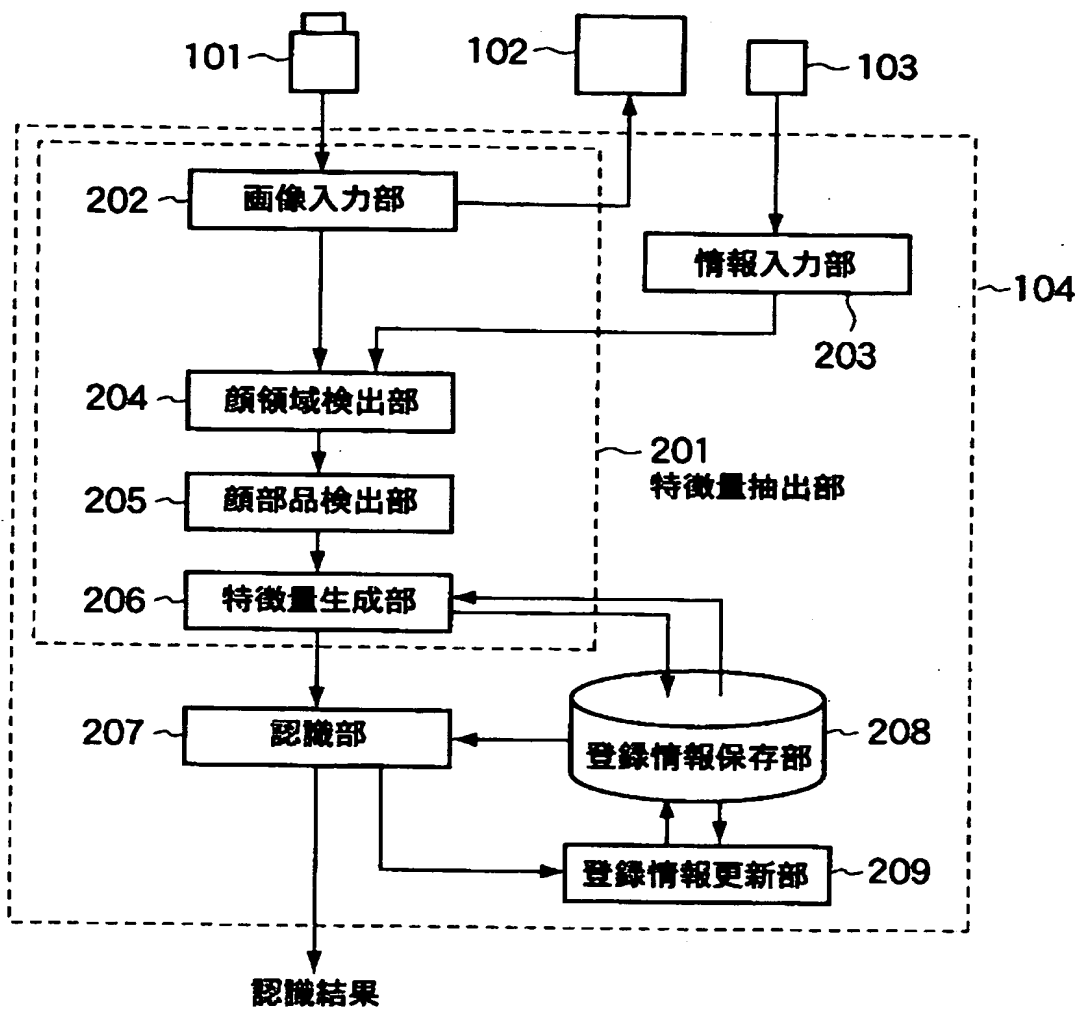 101
102
103
202
画像入力部
情報入力部
104
203
204
顔領域検出部
201
特徴量抽出部
205
顔部品検出部
206
特徴量生成部
207
認識部
208
登録情報保存部
登録情報更新部
209
認識結果